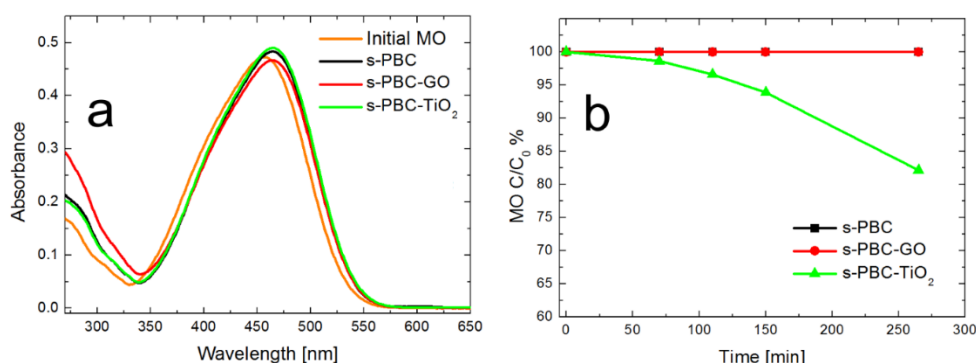 a
Initial MO
s-PBC
s-PBC-GO
s-PBC-TiO₂
Absorbance
0.5
0.4
0.3
0.2
0.1
0.0
300 350 400 450 500 550 600 650
Wavelength [nm]
b
MO C/C₀ %
100
95
90
85
80
75
70
65
60
s-PBC
s-PBC-GO
s-PBC-TiO₂
0 50 100 150 200 250 300
Time [min]